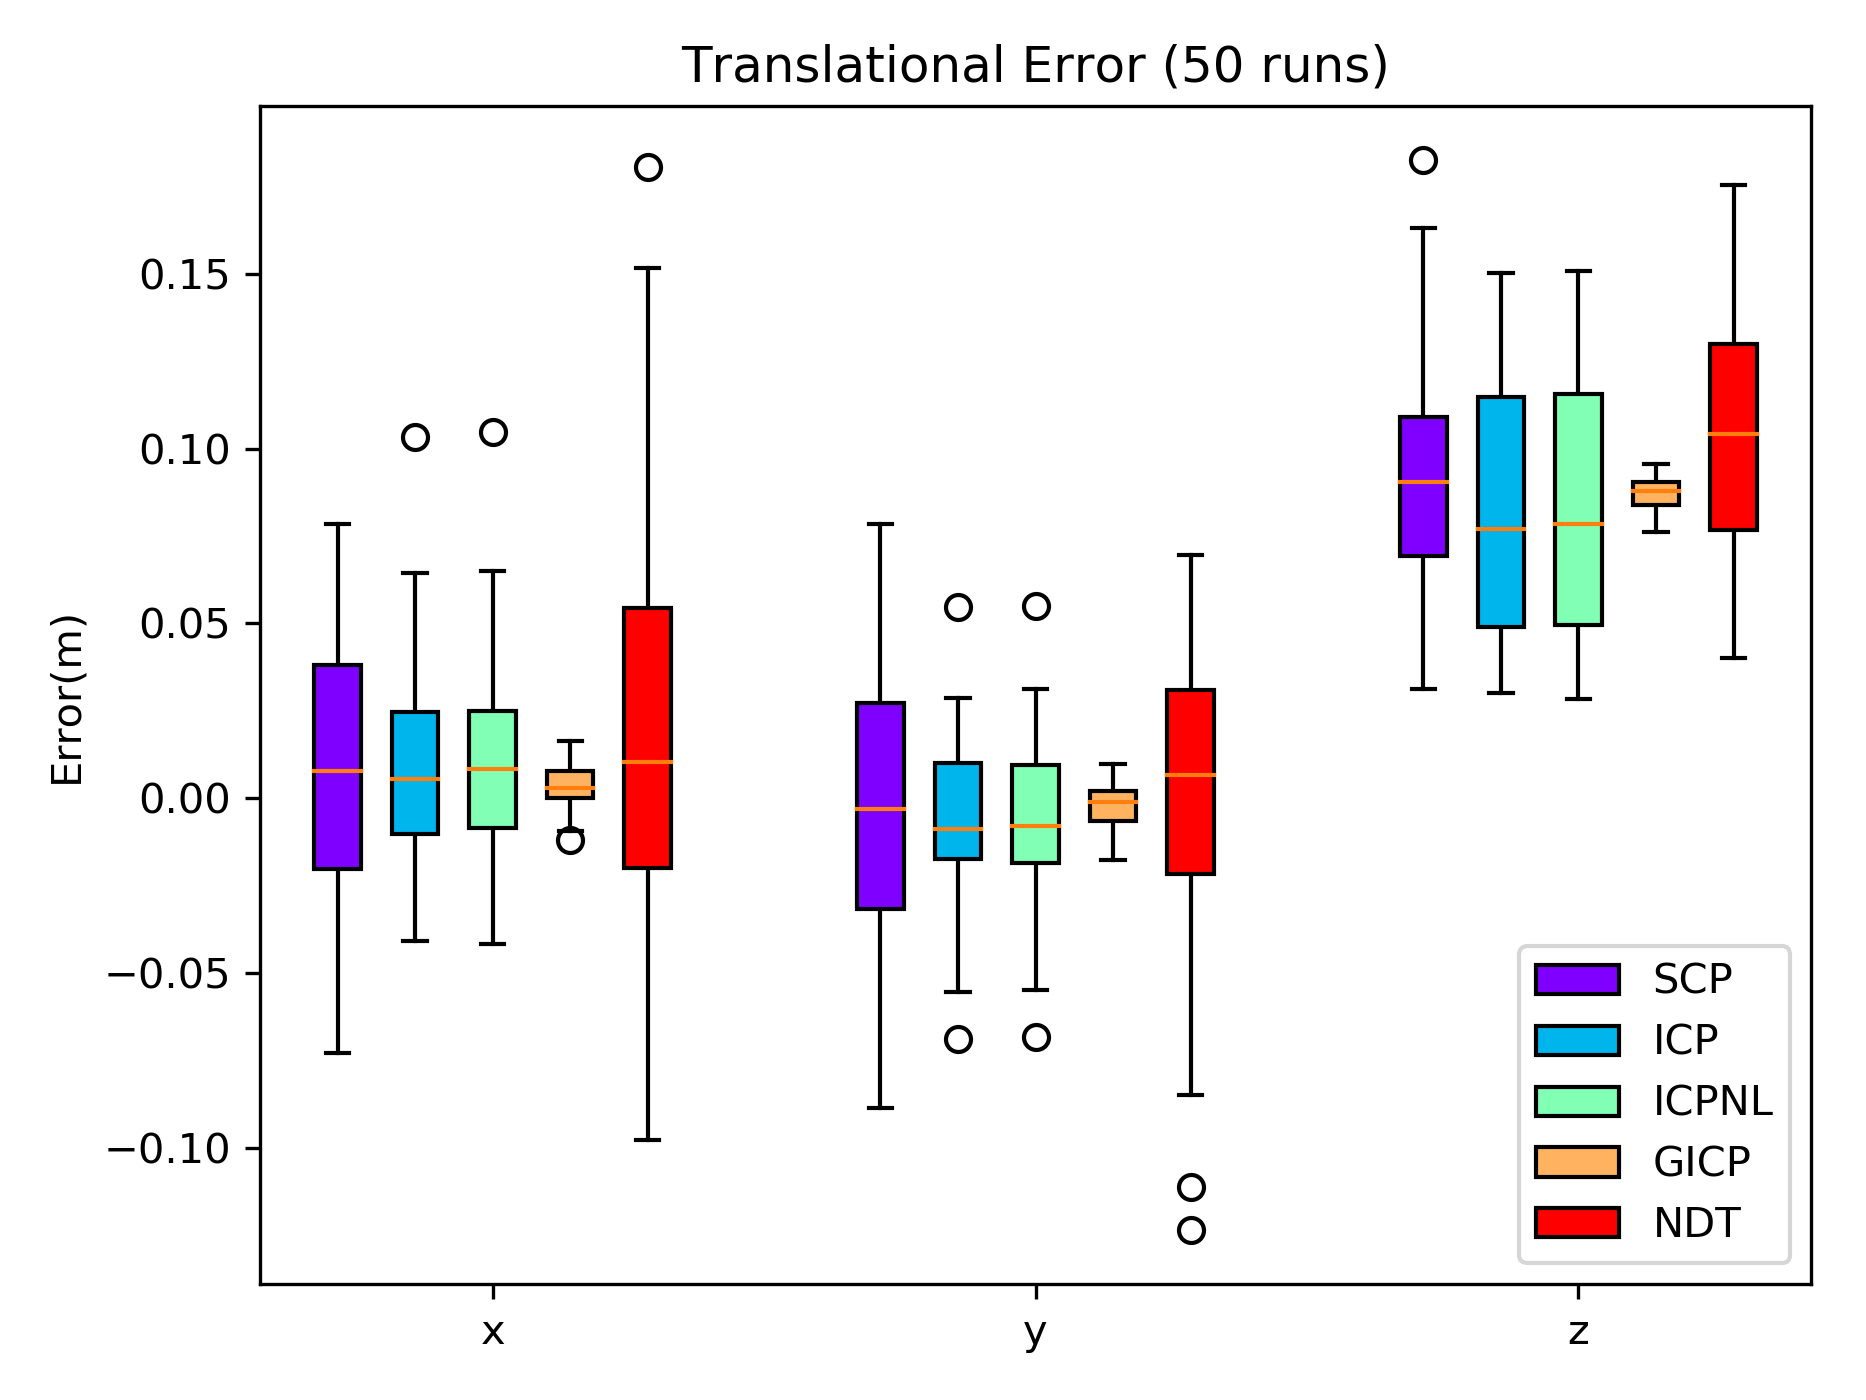 Translational Error (50 runs)
Error(m)
0.15
0.10
0.05
0.00
−0.05
−0.10
x
y
z
SCP
ICP
ICPNL
GICP
NDT